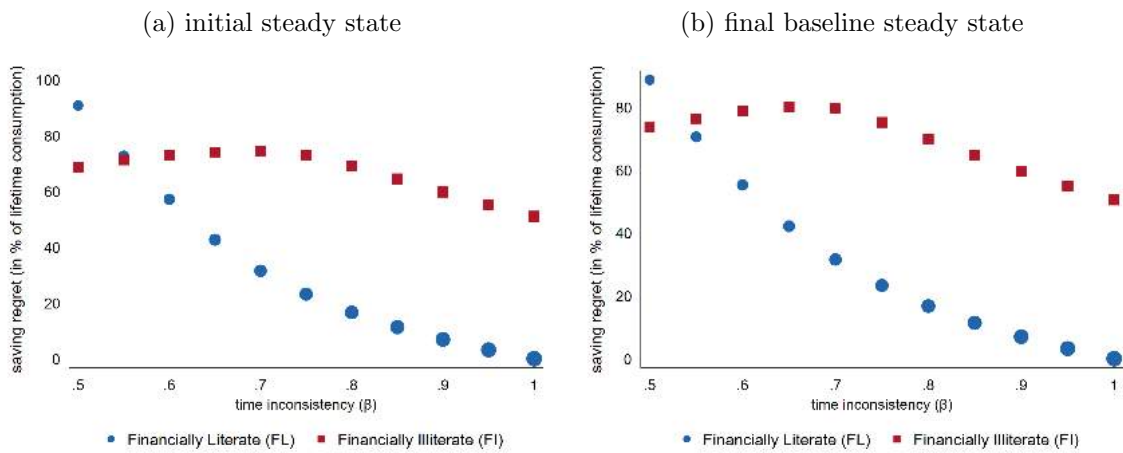 (a) initial steady state
saving regret (in % of lifetime consumption)
100
80
60
40
20
0
.5 .6 .7 .8 .9 1
time inconsistency (β)
Financially Literate (FL) Financially Illiterate (FI)
(b) final baseline steady state
saving regret (in % of lifetime consumption)
80
60
40
20
0
.5 .6 .7 .8 .9 1
time inconsistency (β)
Financially Literate (FL) Financially Illiterate (FI)